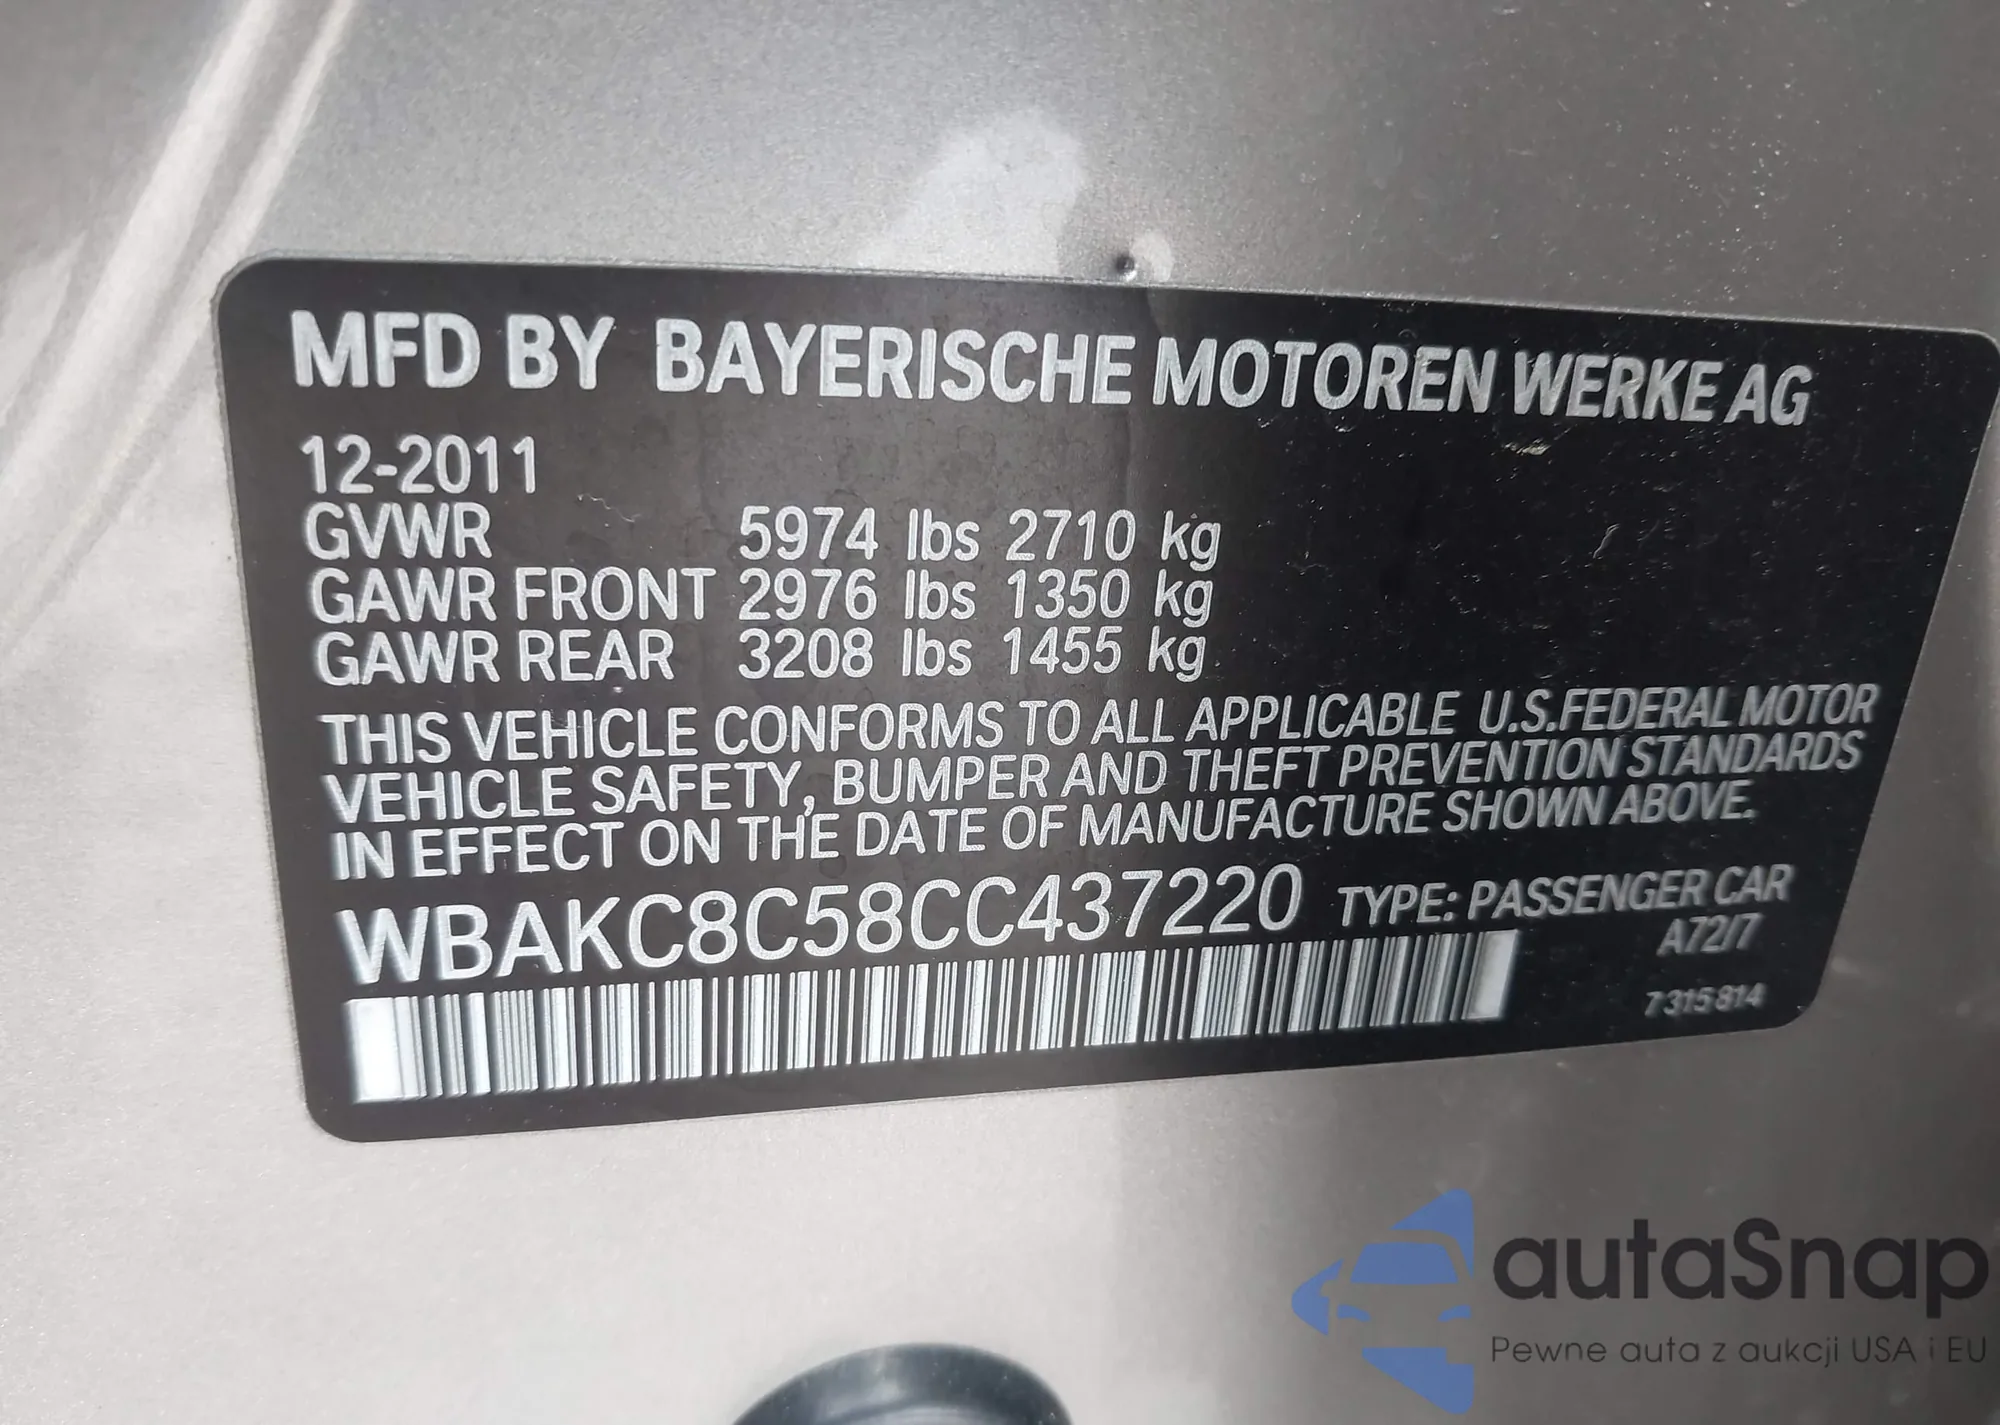 MFD BY BAYERISCHE MOTOREN WERKE AG
12-2011
GVWR 5974 lbs 2710 kg
GAWR FRONT 2976 lbs 1350 kg
GAWR REAR 3208 lbs 1455 kg
THIS VEHICLE CONFORMS TO ALL APPLICABLE U.S.FEDERAL MOTOR
VEHICLE SAFETY, BUMPER AND THEFT PREVENTION STANDARDS
IN EFFECT ON THE DATE OF MANUFACTURE SHOWN ABOVE.
WBAKC8C58CC437220 TYPE: PASSENGER CAR
A72/7
7 315 814
autaSnap
Pewne auta z aukcji USA i EU